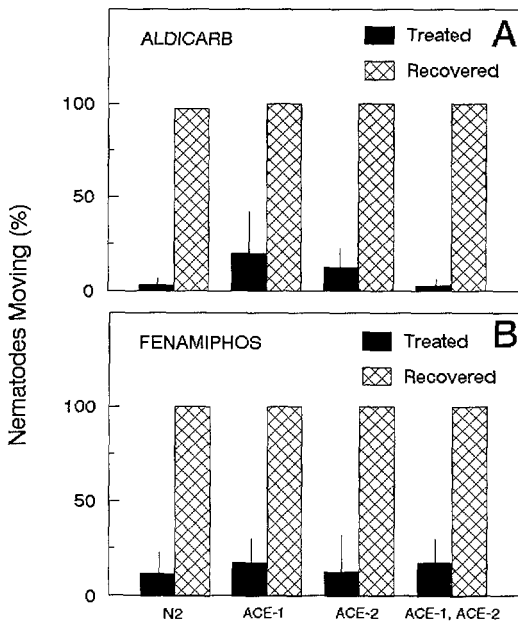 ALDICARB
Treated
A
Recovered
100
50
0
Nematodes Moving (%)
FENAMIPHOS
Treated
B
Recovered
100
50
0
N2 ACE-1 ACE-2 ACE-1, ACE-2